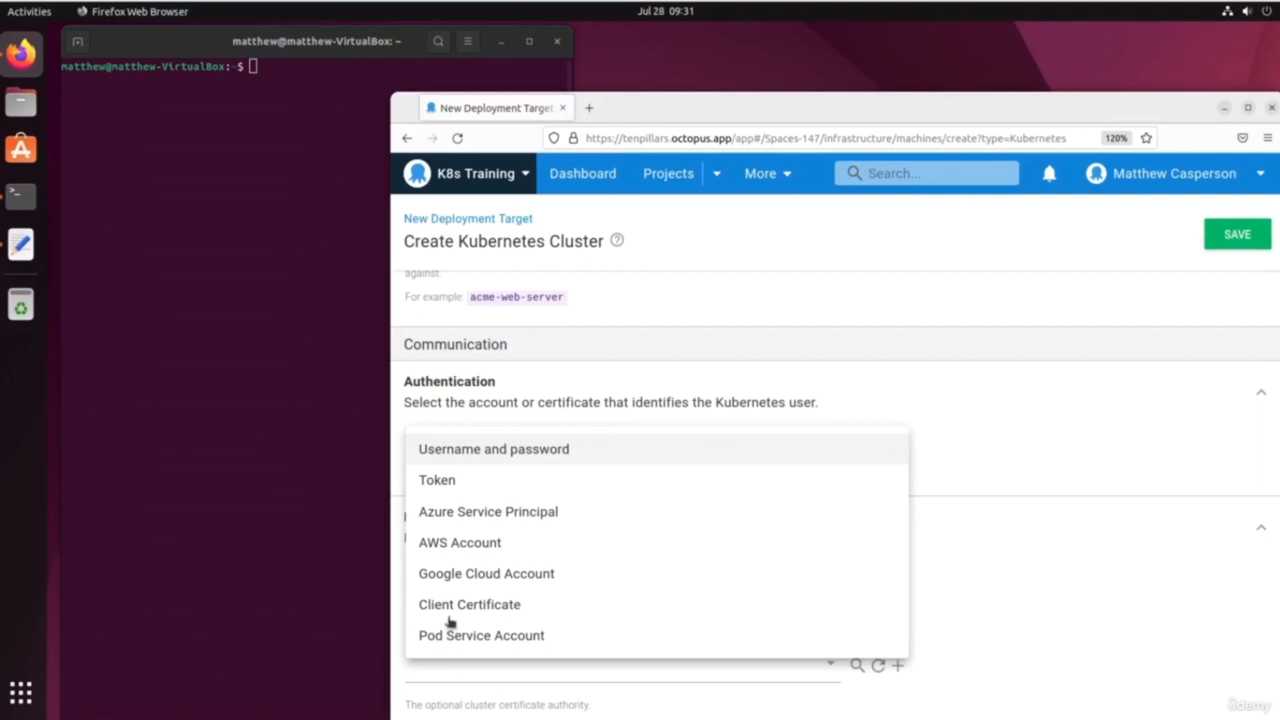 Activities
Firefox Web Browser
Jul 28 09:31
matthew@matthew-VirtualBox: ~
matthew@matthew-VirtualBox:~$
New Deployment Target
https://tenpillars.octopus.app/app#/Spaces-147/infrastructure/machines/create?type=Kubernetes
120%
K8s Training
Dashboard
Projects
More
Search...
Matthew Casperson
New Deployment Target
Create Kubernetes Cluster
SAVE
against.
For example: acme-web-server
Communication
Authentication
Select the account or certificate that identifies the Kubernetes user.
Username and password
Token
Azure Service Principal
AWS Account
Google Cloud Account
Client Certificate
Pod Service Account
The optional cluster certificate authority.
ûdemy